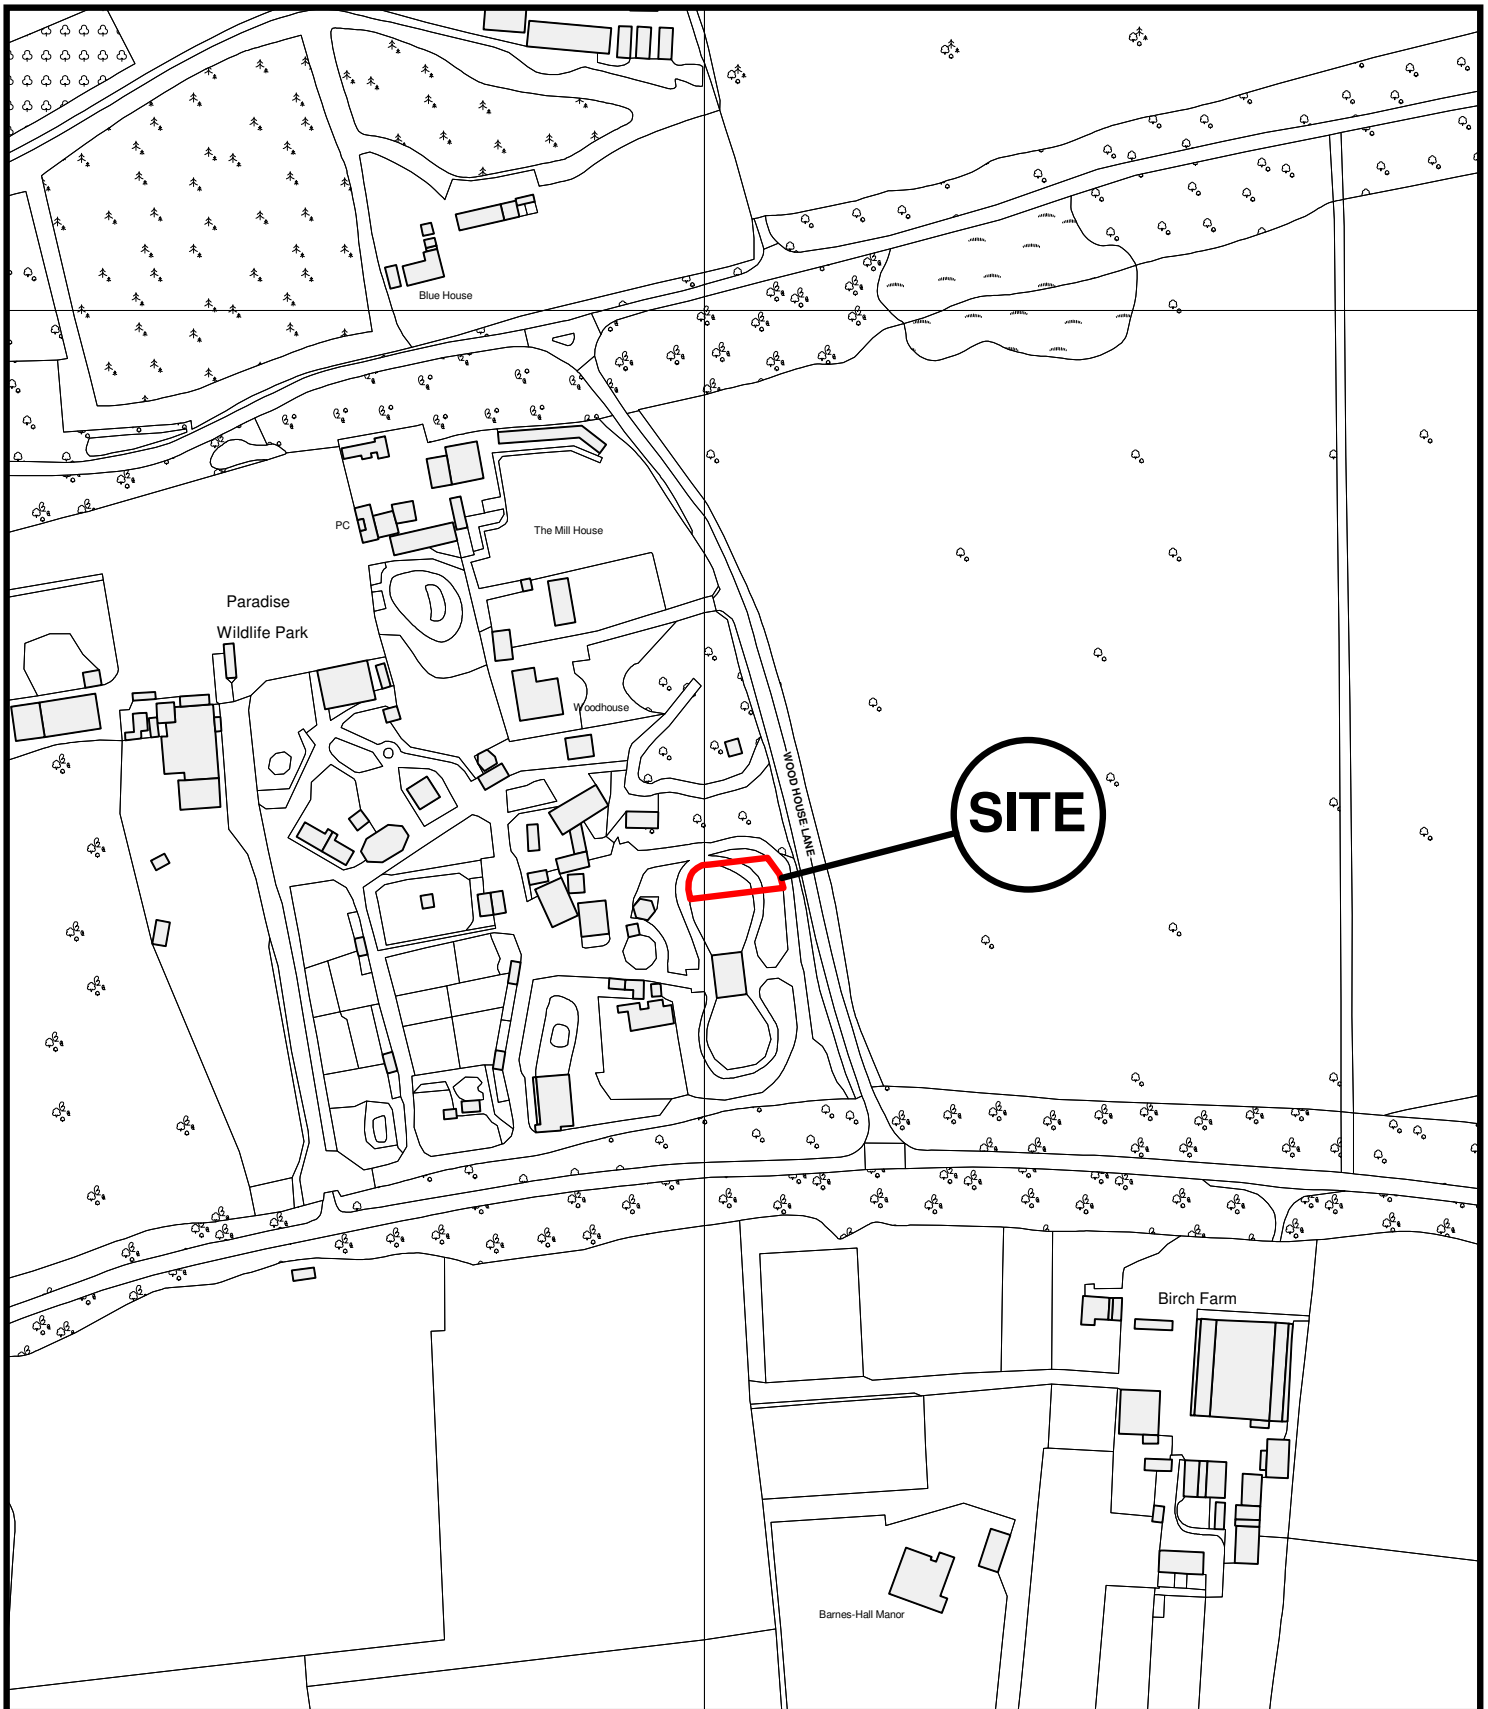 Blue House
PC
The Mill House
Paradise
Wildlife Park
Woodhouse
WOOD HOUSE LANE
SITE
Birch Farm
Barnes-Hall Manor